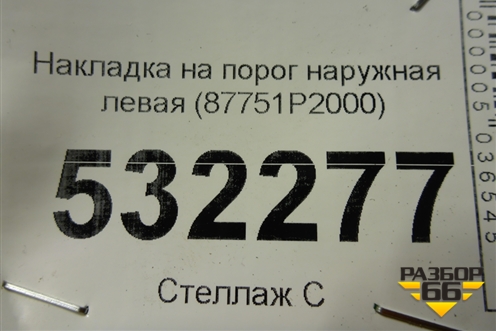 Накладка на порог наружная
левая (87751P2000)
532277
Стеллаж С
РАЗБОР
66